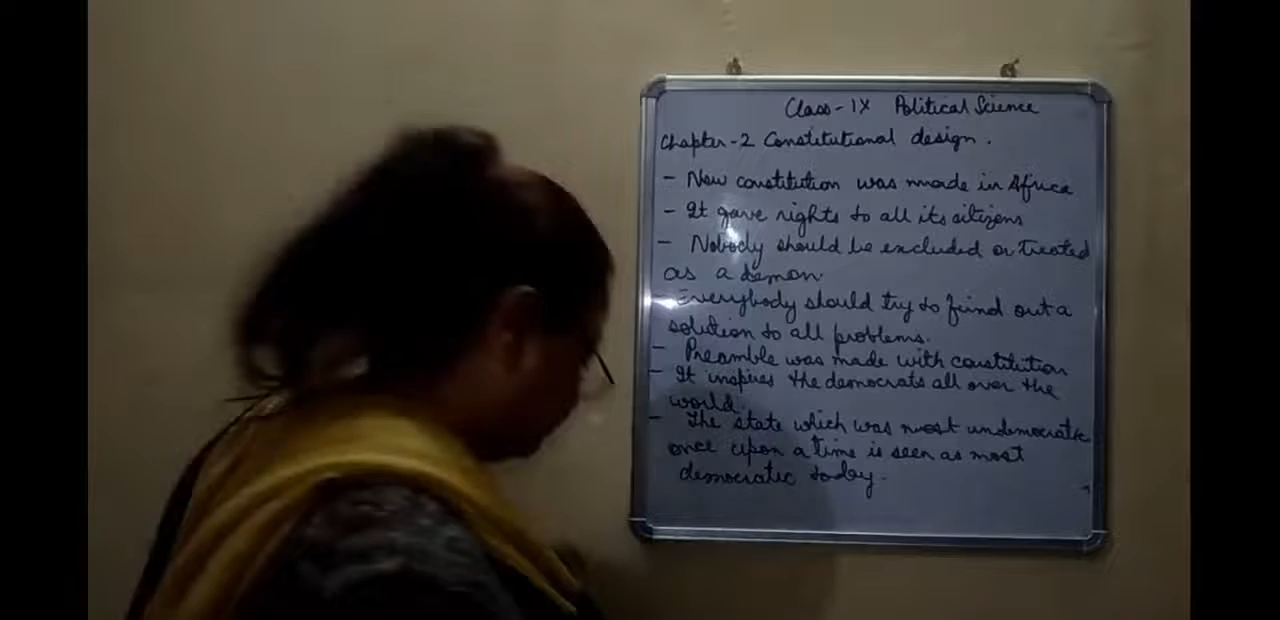 Class - IX Political Science
Chapter - 2 Constitutional design.
- New constitution was made in Africa
- It gave rights to all its citizens
- Nobody should be excluded or treated
as a demon.
- Everybody should try to find out a
solution to all problems.
- Preamble was made with constitution
- It inspires the democrats all over the
world.
- The state which was most undemocratic
once upon a time is seen as most
democratic today.